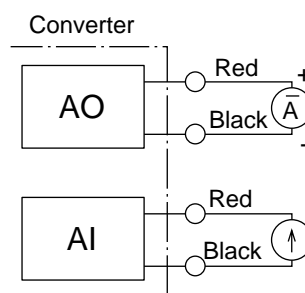 Converter
Red
+
AO
A
Black
-
Red
AI
Black